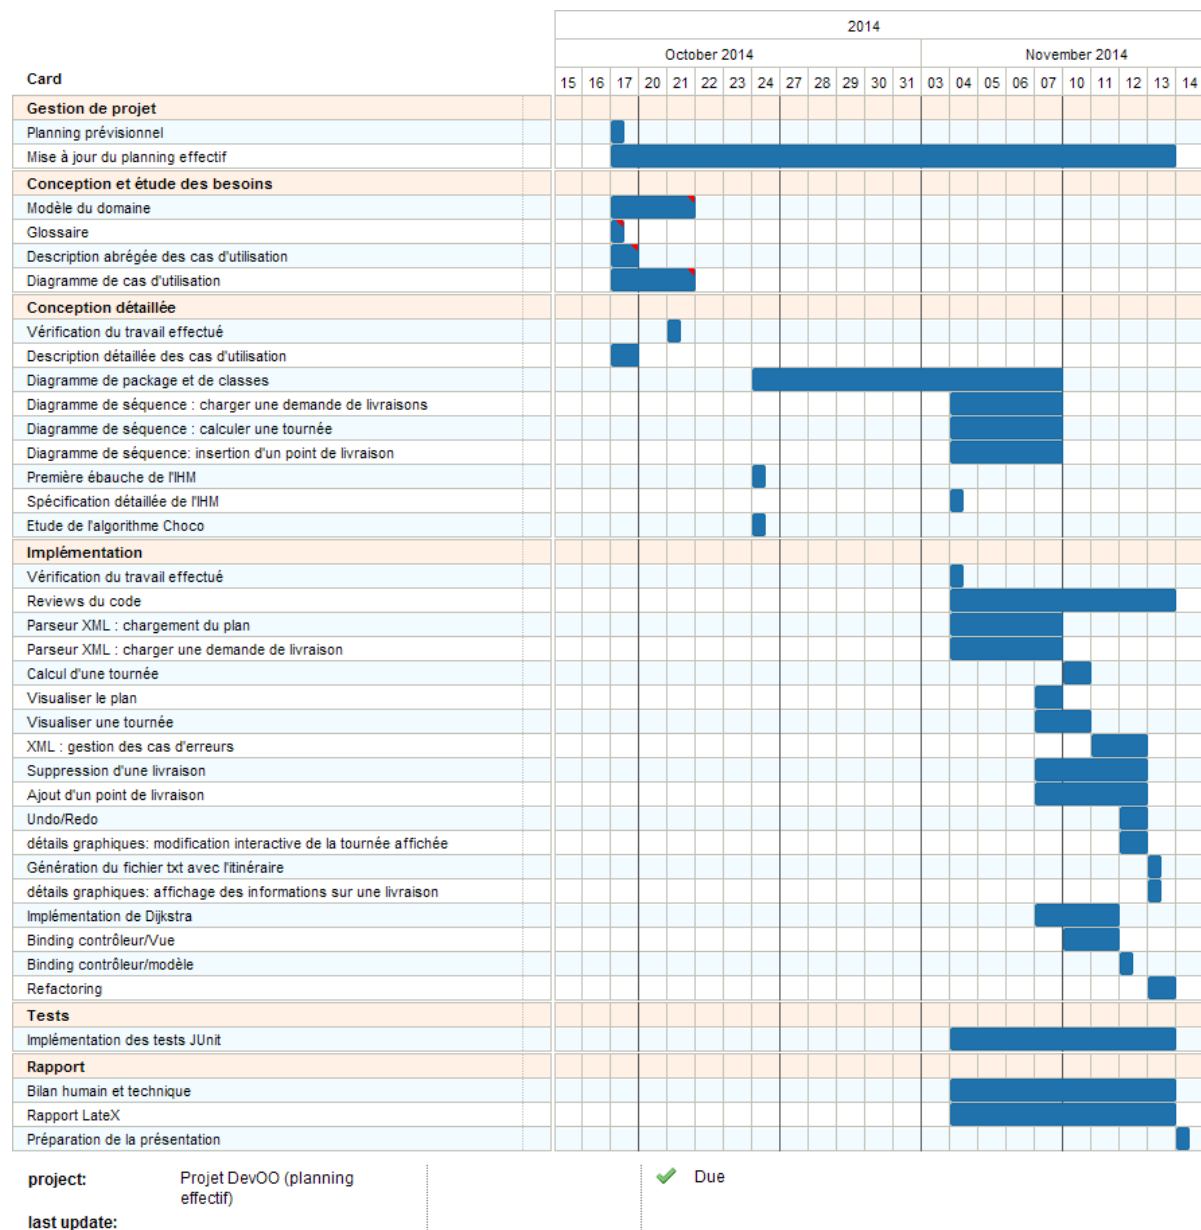 2014
October 2014 November 2014
Card
15 16 17 20 21 22 23 24 27 28 29 30 31 03 04 05 06 07 10 11 12 13 14
Gestion de projet
Planning prévisionnel
Mise à jour du planning effectif
Conception et étude des besoins
Modèle du domaine
Glossaire
Description abrégée des cas d'utilisation
Diagramme de cas d'utilisation
Conception détaillée
Vérification du travail effectué
Description détaillée des cas d'utilisation
Diagramme de package et de classes
Diagramme de séquence : charger une demande de livraisons
Diagramme de séquence : calculer une tournée
Diagramme de séquence: insertion d'un point de livraison
Première ébauche de l'IHM
Spécification détaillée de l'IHM
Etude de l'algorithme Choco
Implémentation
Vérification du travail effectué
Reviews du code
Parseur XML : chargement du plan
Parseur XML : charger une demande de livraison
Calcul d'une tournée
Visualiser le plan
Visualiser une tournée
XML : gestion des cas d'erreurs
Suppression d'une livraison
Ajout d'un point de livraison
Undo/Redo
détails graphiques: modification interactive de la tournée affichée
Génération du fichier txt avec l'itinéraire
détails graphiques: affichage des informations sur une livraison
Implémentation de Dijkstra
Binding contrôleur/Vue
Binding contrôleur/modèle
Refactoring
Tests
Implémentation des tests JUnit
Rapport
Bilan humain et technique
Rapport LateX
Préparation de la présentation
project: Projet DevOO (planning
effectif)
Due
last update: